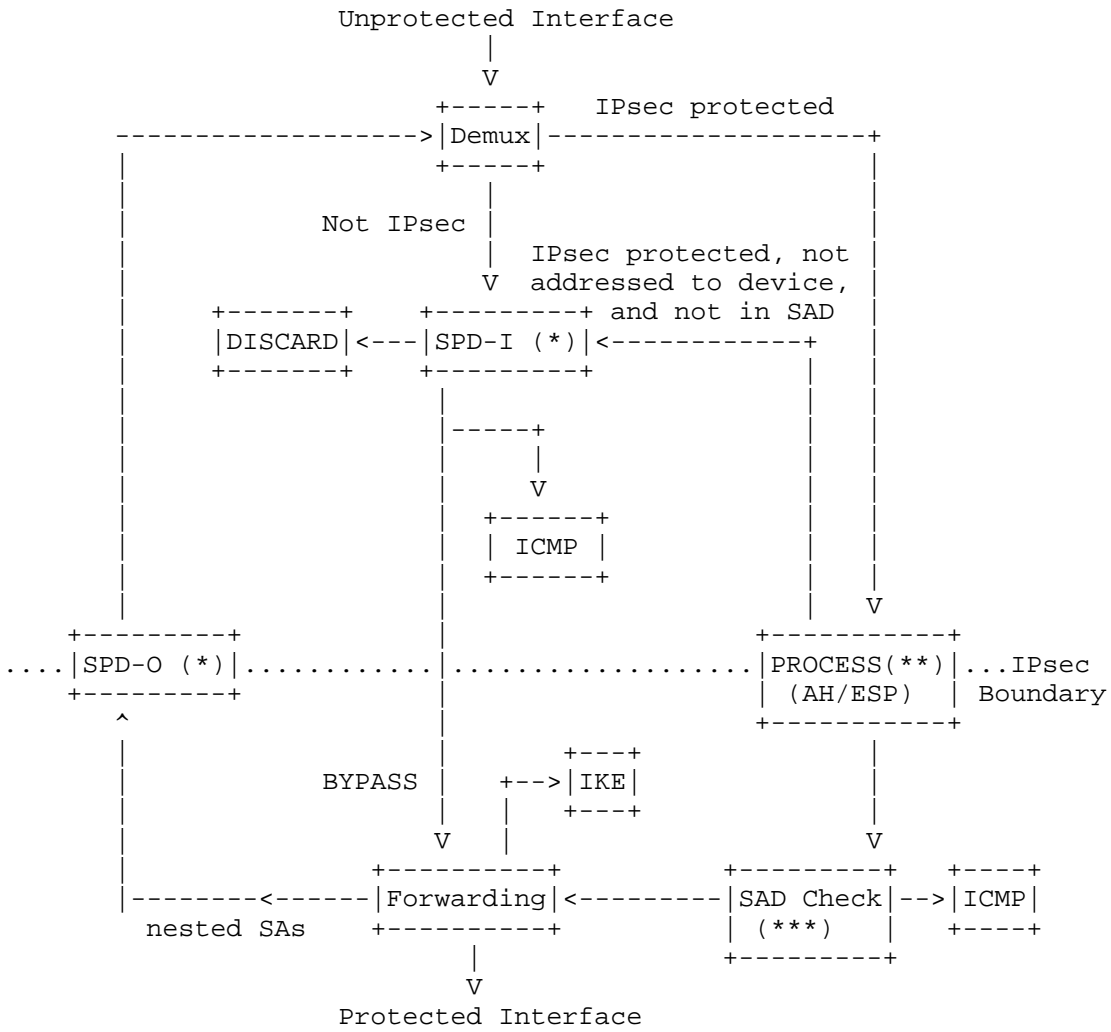 Unprotected Interface
|
V
+-----+ IPsec protected
------------------->|Demux|--------------------+
| +-----+ |
| | |
| Not IPsec | |
| | IPsec protected, not |
| V addressed to device, |
| +-------+ +---------+ and not in SAD |
| |DISCARD|<---|SPD-I (*)|<------------+ |
| +-------+ +---------+ | |
| | | |
| |-----+ | |
| | | | |
| | V | |
| | +------+ | |
| | | ICMP | | |
| | +------+ | |
| | | V
+---------+ | +-----------+
....|SPD-O (*)|............|...................|PROCESS(**)|...IPsec
+---------+ | | (AH/ESP) | Boundary
^ | +-----------+
| | +---+ |
| BYPASS | +-->|IKE| |
| | | +---+ |
| V | V
| +----------+ +---------+ +----+
|--------<------|Forwarding|<---------|SAD Check|-->|ICMP|
nested SAs +----------+ | (***) | +----+
| +---------+
V
Protected Interface